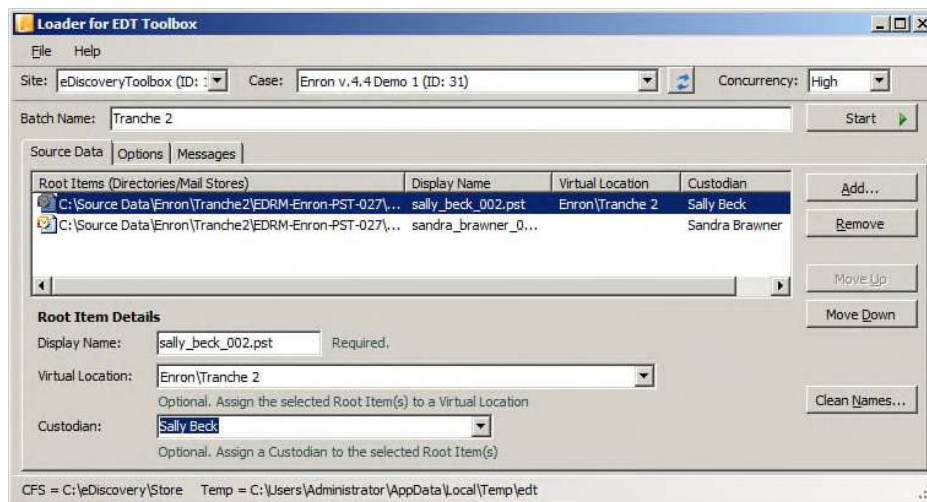 Loader for EDT Toolbox
File Help
Site: eDiscoveryToolbox (ID: Case: Enron v.4.4 Demo 1 (ID: 31) Concurrency: High
Batch Name: Tranche 2 Start
Source Data Options Messages
Root Items (Directories/Mail Stores) Display Name Virtual Location Custodian Add...
C:\Source Data\Enron\Tranche2\EDRM-Enron-PST-027\... sally_beck_002.pst Enron\Tranche 2 Sally Beck
C:\Source Data\Enron\Tranche2\EDRM-Enron-PST-027\... sandra_brawner_0... Sandra Brawner Remove
Move Up
Root Item Details Move Down
Display Name: sally_beck_002.pst Required.
Virtual Location: Enron\Tranche 2
Optional. Assign the selected Root Item(s) to a Virtual Location Clean Names...
Custodian: Sally Beck
Optional. Assign a Custodian to the selected Root Item(s)
CFS = C:\eDiscovery\Store Temp = C:\Users\Administrator\AppData\Local\Temp\edt